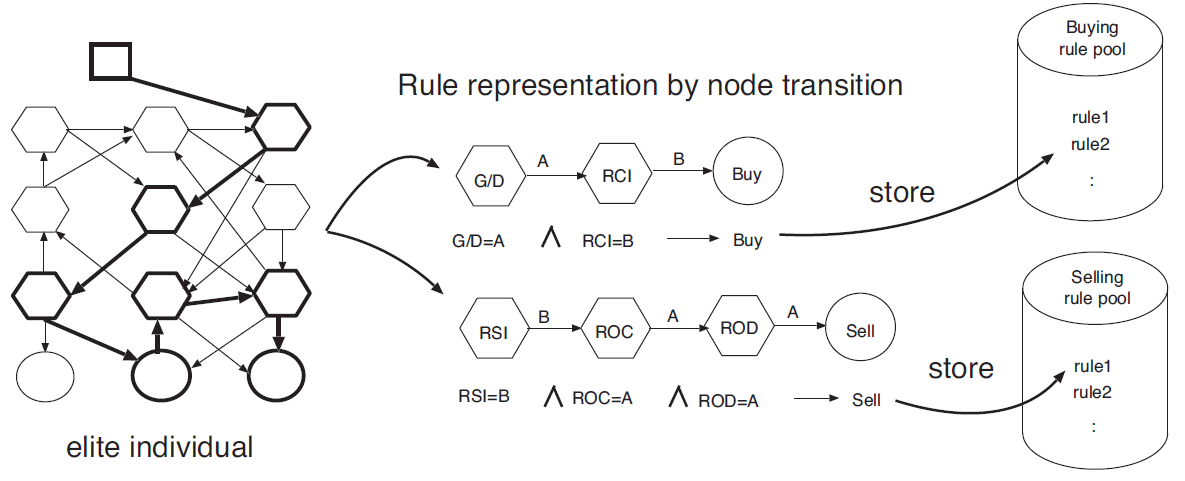 Rule representation by node transition
elite individual
G/D A RCI B Buy
G/D=A ∧ RCI=B → Buy
RSI B ROC A ROD A Sell
RSI=B ∧ ROC=A ∧ ROD=A → Sell
store
Buying
rule pool
rule1
rule2
:
store
Selling
rule pool
rule1
rule2
: